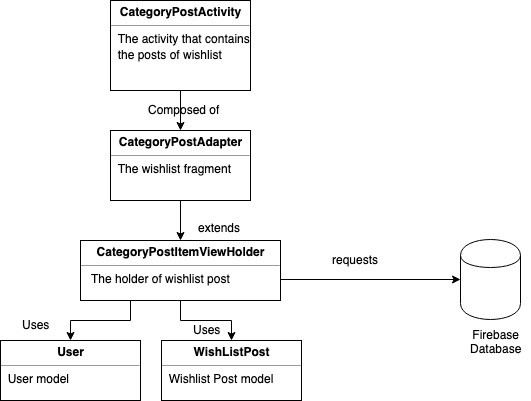 CategoryPostActivity
The activity that contains
the posts of wishlist
Composed of
CategoryPostAdapter
The wishlist fragment
extends
CategoryPostItemViewHolder
The holder of wishlist post
requests
Firebase
Database
Uses
Uses
User
User model
WishListPost
Wishlist Post model